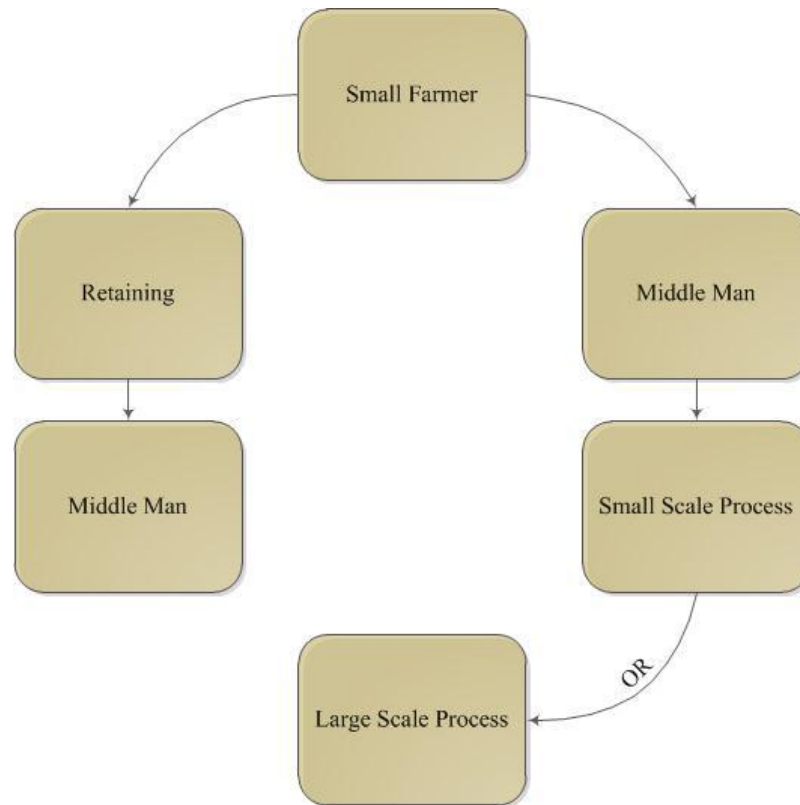 Small Farmer
Retaining
Middle Man
Middle Man
Small Scale Process
OR
Large Scale Process